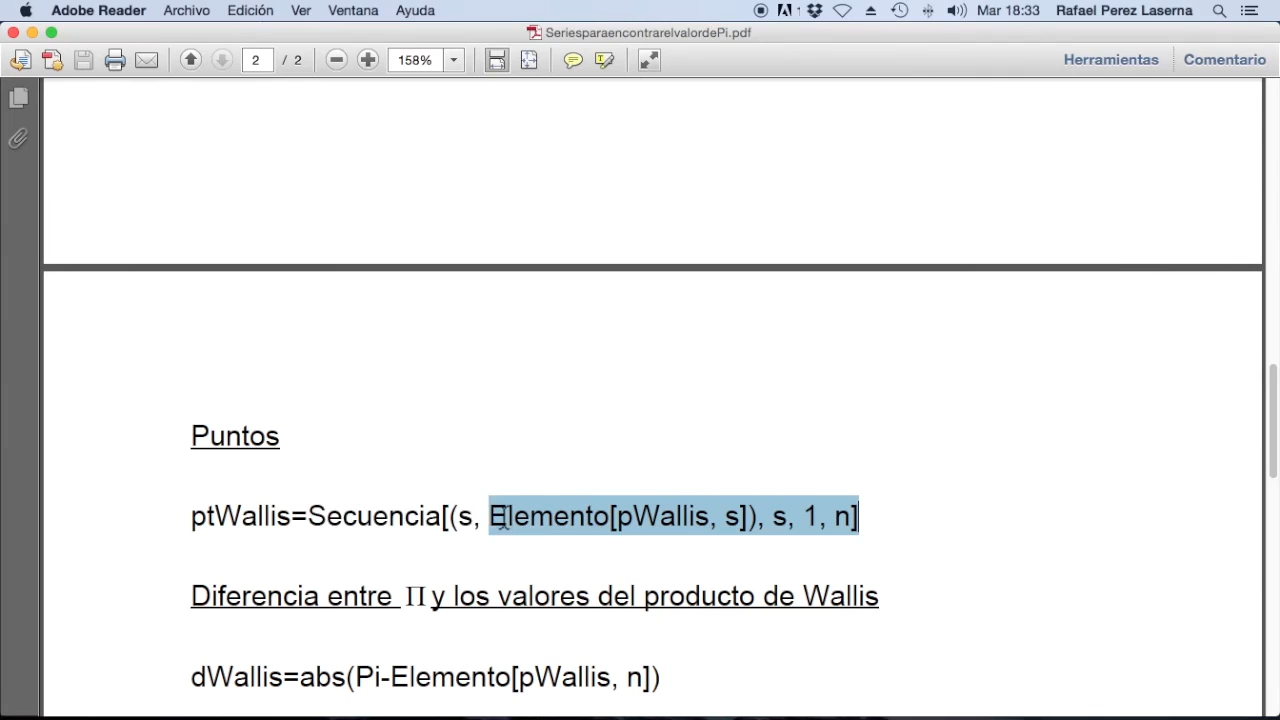 Adobe Reader Archivo Edición Ver Ventana Ayuda 1 Mar 18:33 Rafael Perez Laserna
SeriesparaencontrarelvalordePi.pdf
2 / 2 158% Herramientas Comentario
Puntos
ptWallis=Secuencia[(s, Elemento[pWallis, s]), s, 1, n]
Diferencia entre Π y los valores del producto de Wallis
dWallis=abs(Pi-Elemento[pWallis, n])